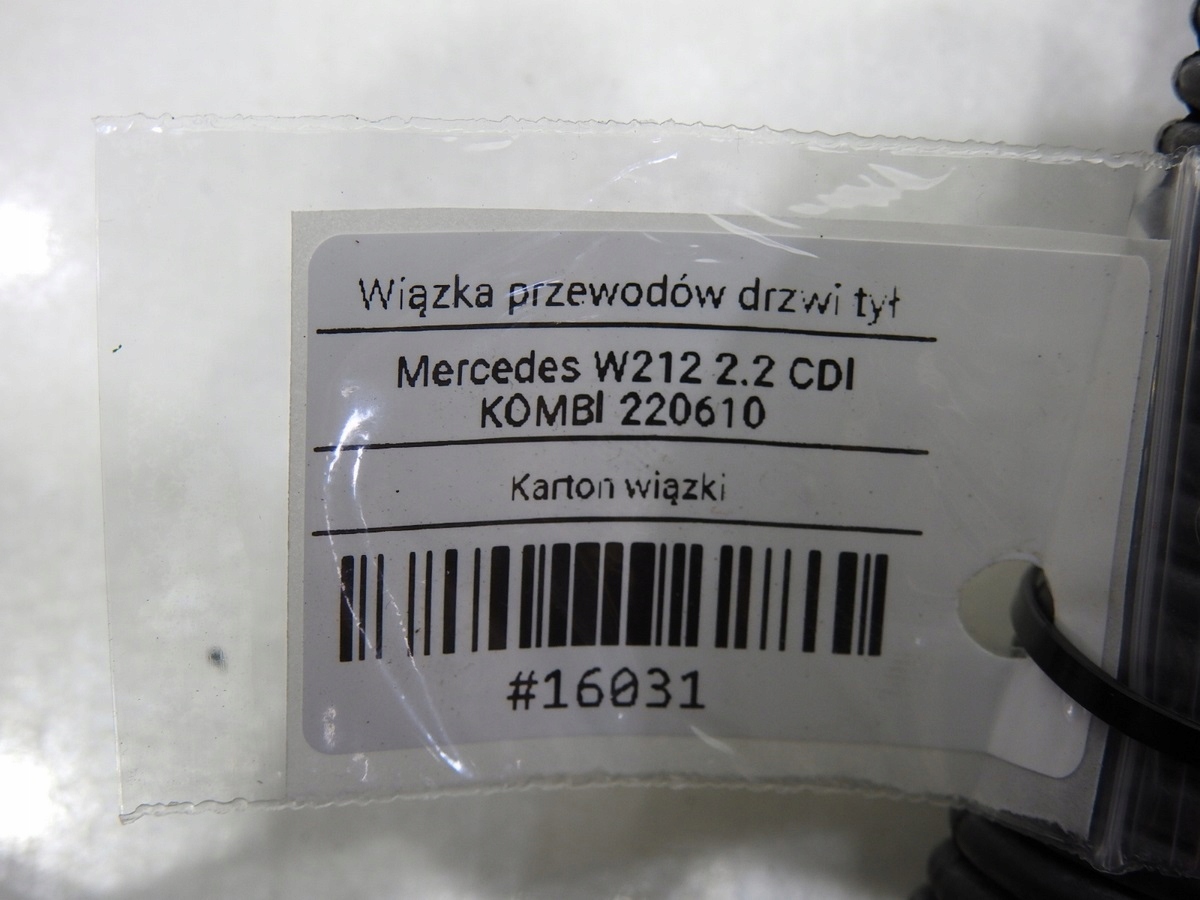 Wiązka przewodów drzwi tył
Mercedes W212 2.2 CDI
KOMBI 220610
Karton wiązki
#16031